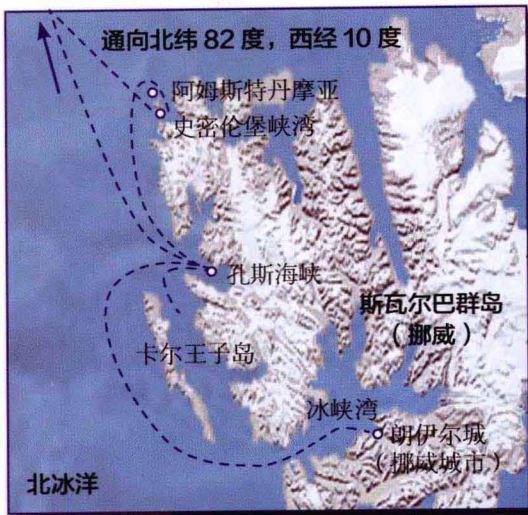 通向北纬 82 度，西经 10 度
阿姆斯特丹摩亚
史密伦堡峡湾
孔斯海峡
斯瓦尔巴群岛
（挪威）
卡尔王子岛
冰峡湾
朗伊尔城
（挪威城市）
北冰洋